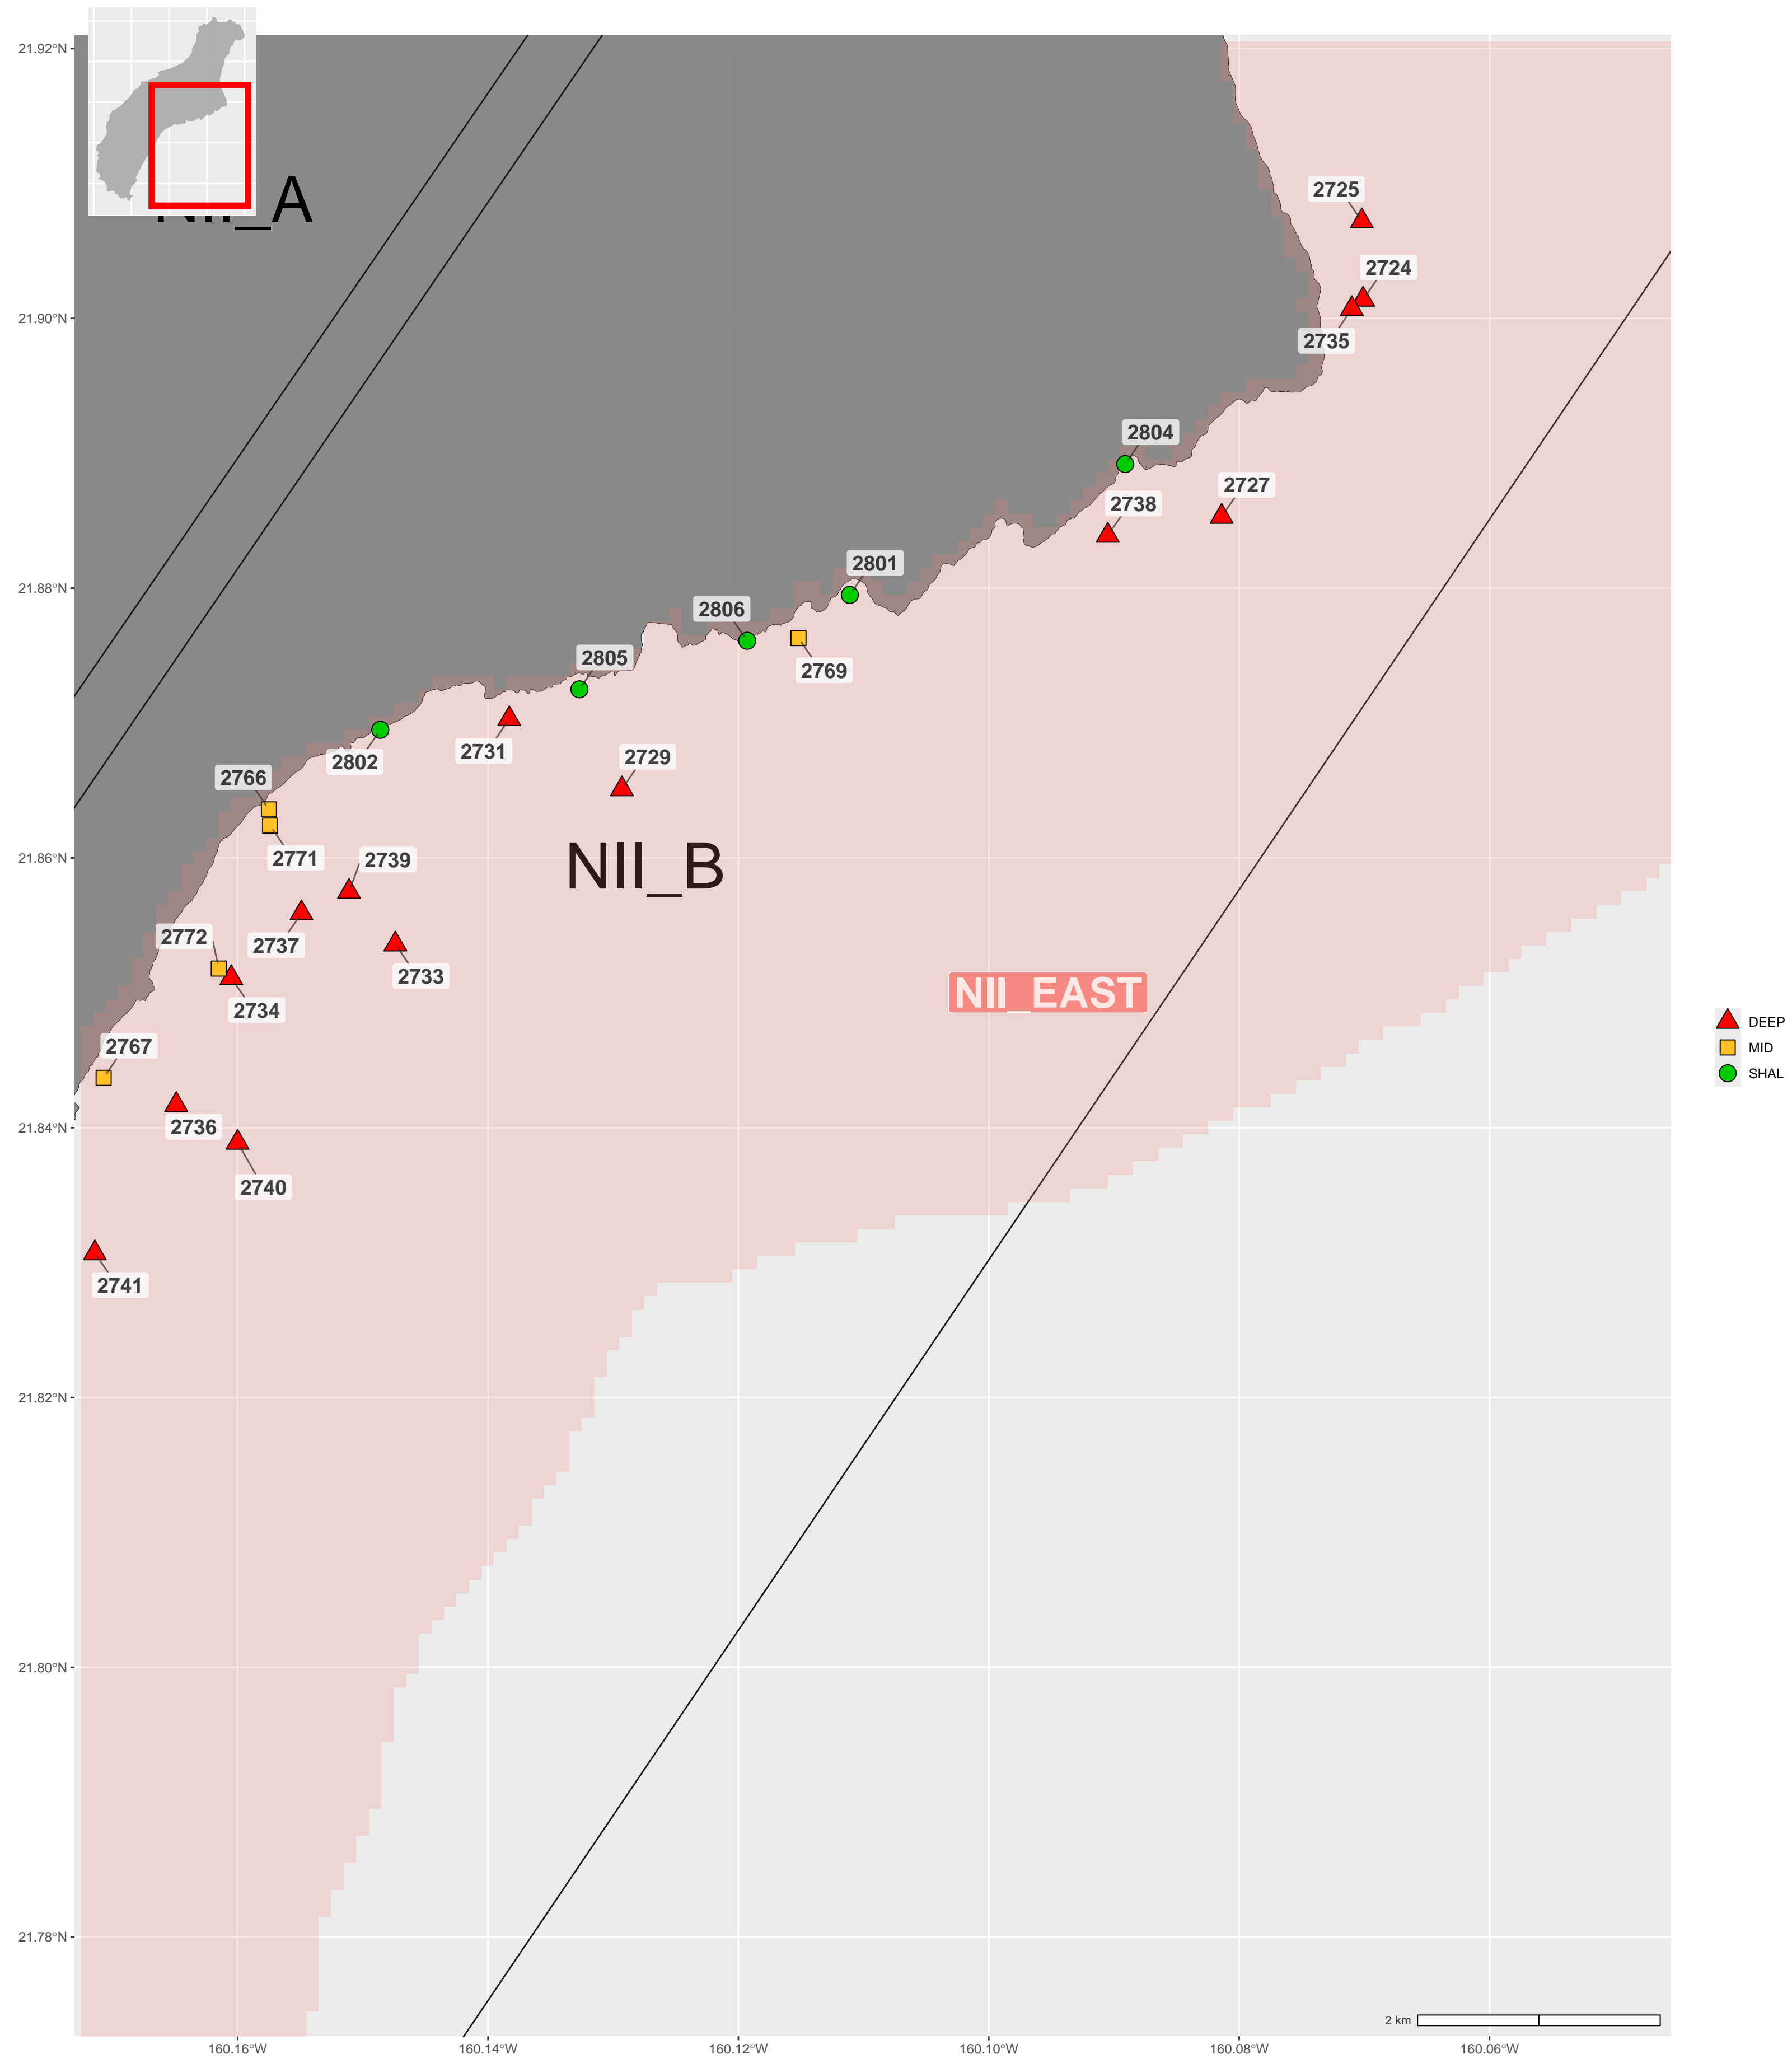 21.92°N
NII_A
2725
2724
21.90°N
2735
2804
2727
2738
2801
21.88°N
2806
2805
2769
2731
2729
2802
2766
2771
2739
21.86°N
NII_B
2772
2737
2733
NII_EAST
2734
DEEP
2767
MID
SHAL
2736
21.84°N
2740
2741
21.82°N
21.80°N
21.78°N
2 km
160.16°W 160.14°W 160.12°W 160.10°W 160.08°W 160.06°W